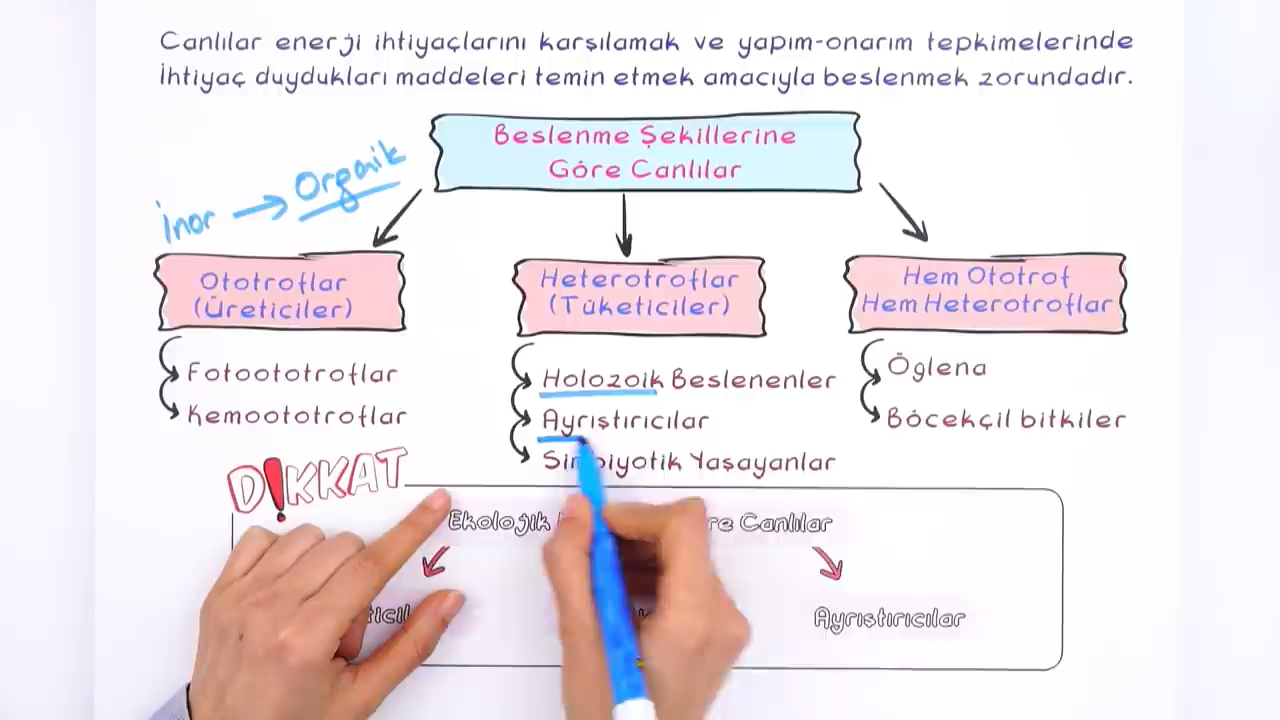 Canlılar enerji ihtiyaçlarını karşılamak ve yapım-onarım tepkimelerinde
İhtiyaç duydukları maddeleri temin etmek amacıyla beslenmek zorundadır.
Beslenme Şekillerine
Göre Canlılar
İnor → Orgaik
Ototroflar
(Üreticiler)
Heterotroflar
(Tüketiciler)
Hem Ototrof
Hem Heterotroflar
Fotoototroflar
Kemoototroflar
Holozoik Beslenenler
Ayrıştırıcılar
Simbiyotik Yaşayanlar
Öglena
Böcekçil bitkiler
DİKKAT
Ekolojik Canlılar
Ayrıştırıcılar